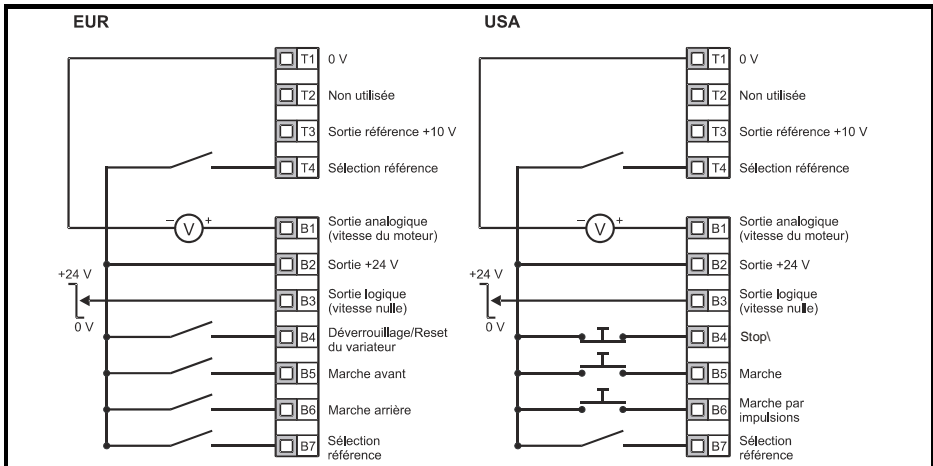 EUR
T1 0 V
T2 Non utilisée
T3 Sortie référence +10 V
T4 Sélection référence
– V +
B1 Sortie analogique
(vitesse du moteur)
B2 Sortie +24 V
+24 V
0 V
B3 Sortie logique
(vitesse nulle)
B4 Déverrouillage/Reset
du variateur
B5 Marche avant
B6 Marche arrière
B7 Sélection
référence
USA
T1 0 V
T2 Non utilisée
T3 Sortie référence +10 V
T4 Sélection référence
– V +
B1 Sortie analogique
(vitesse du moteur)
B2 Sortie +24 V
+24 V
0 V
B3 Sortie logique
(vitesse nulle)
B4 Stop\
B5 Marche
B6 Marche par
impulsions
B7 Sélection
référence